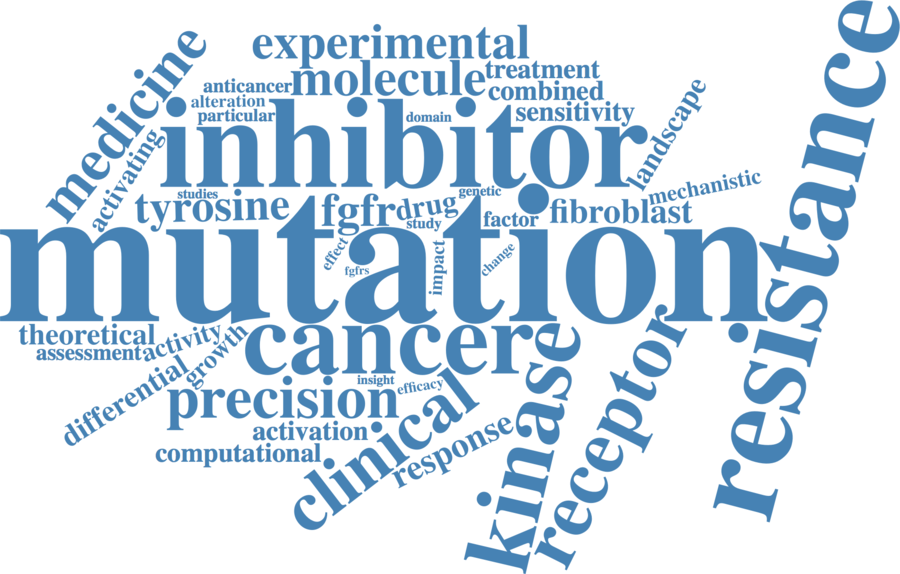 experimental
medicine
molecule
treatment
anticancer
combined
alteration
sensitivity
particular
domain
inhibitor
landscape
resistance
activating
studies
genetic
mechanistic
tyrosine
fgfr
drug
factor
fibroblast
study
mutation
effect
fgfrs
impact
change
theoretical
cancer
assessment
activity
growth
kinase
receptor
differential
precision
insight
efficacy
clinical
activation
response
computational